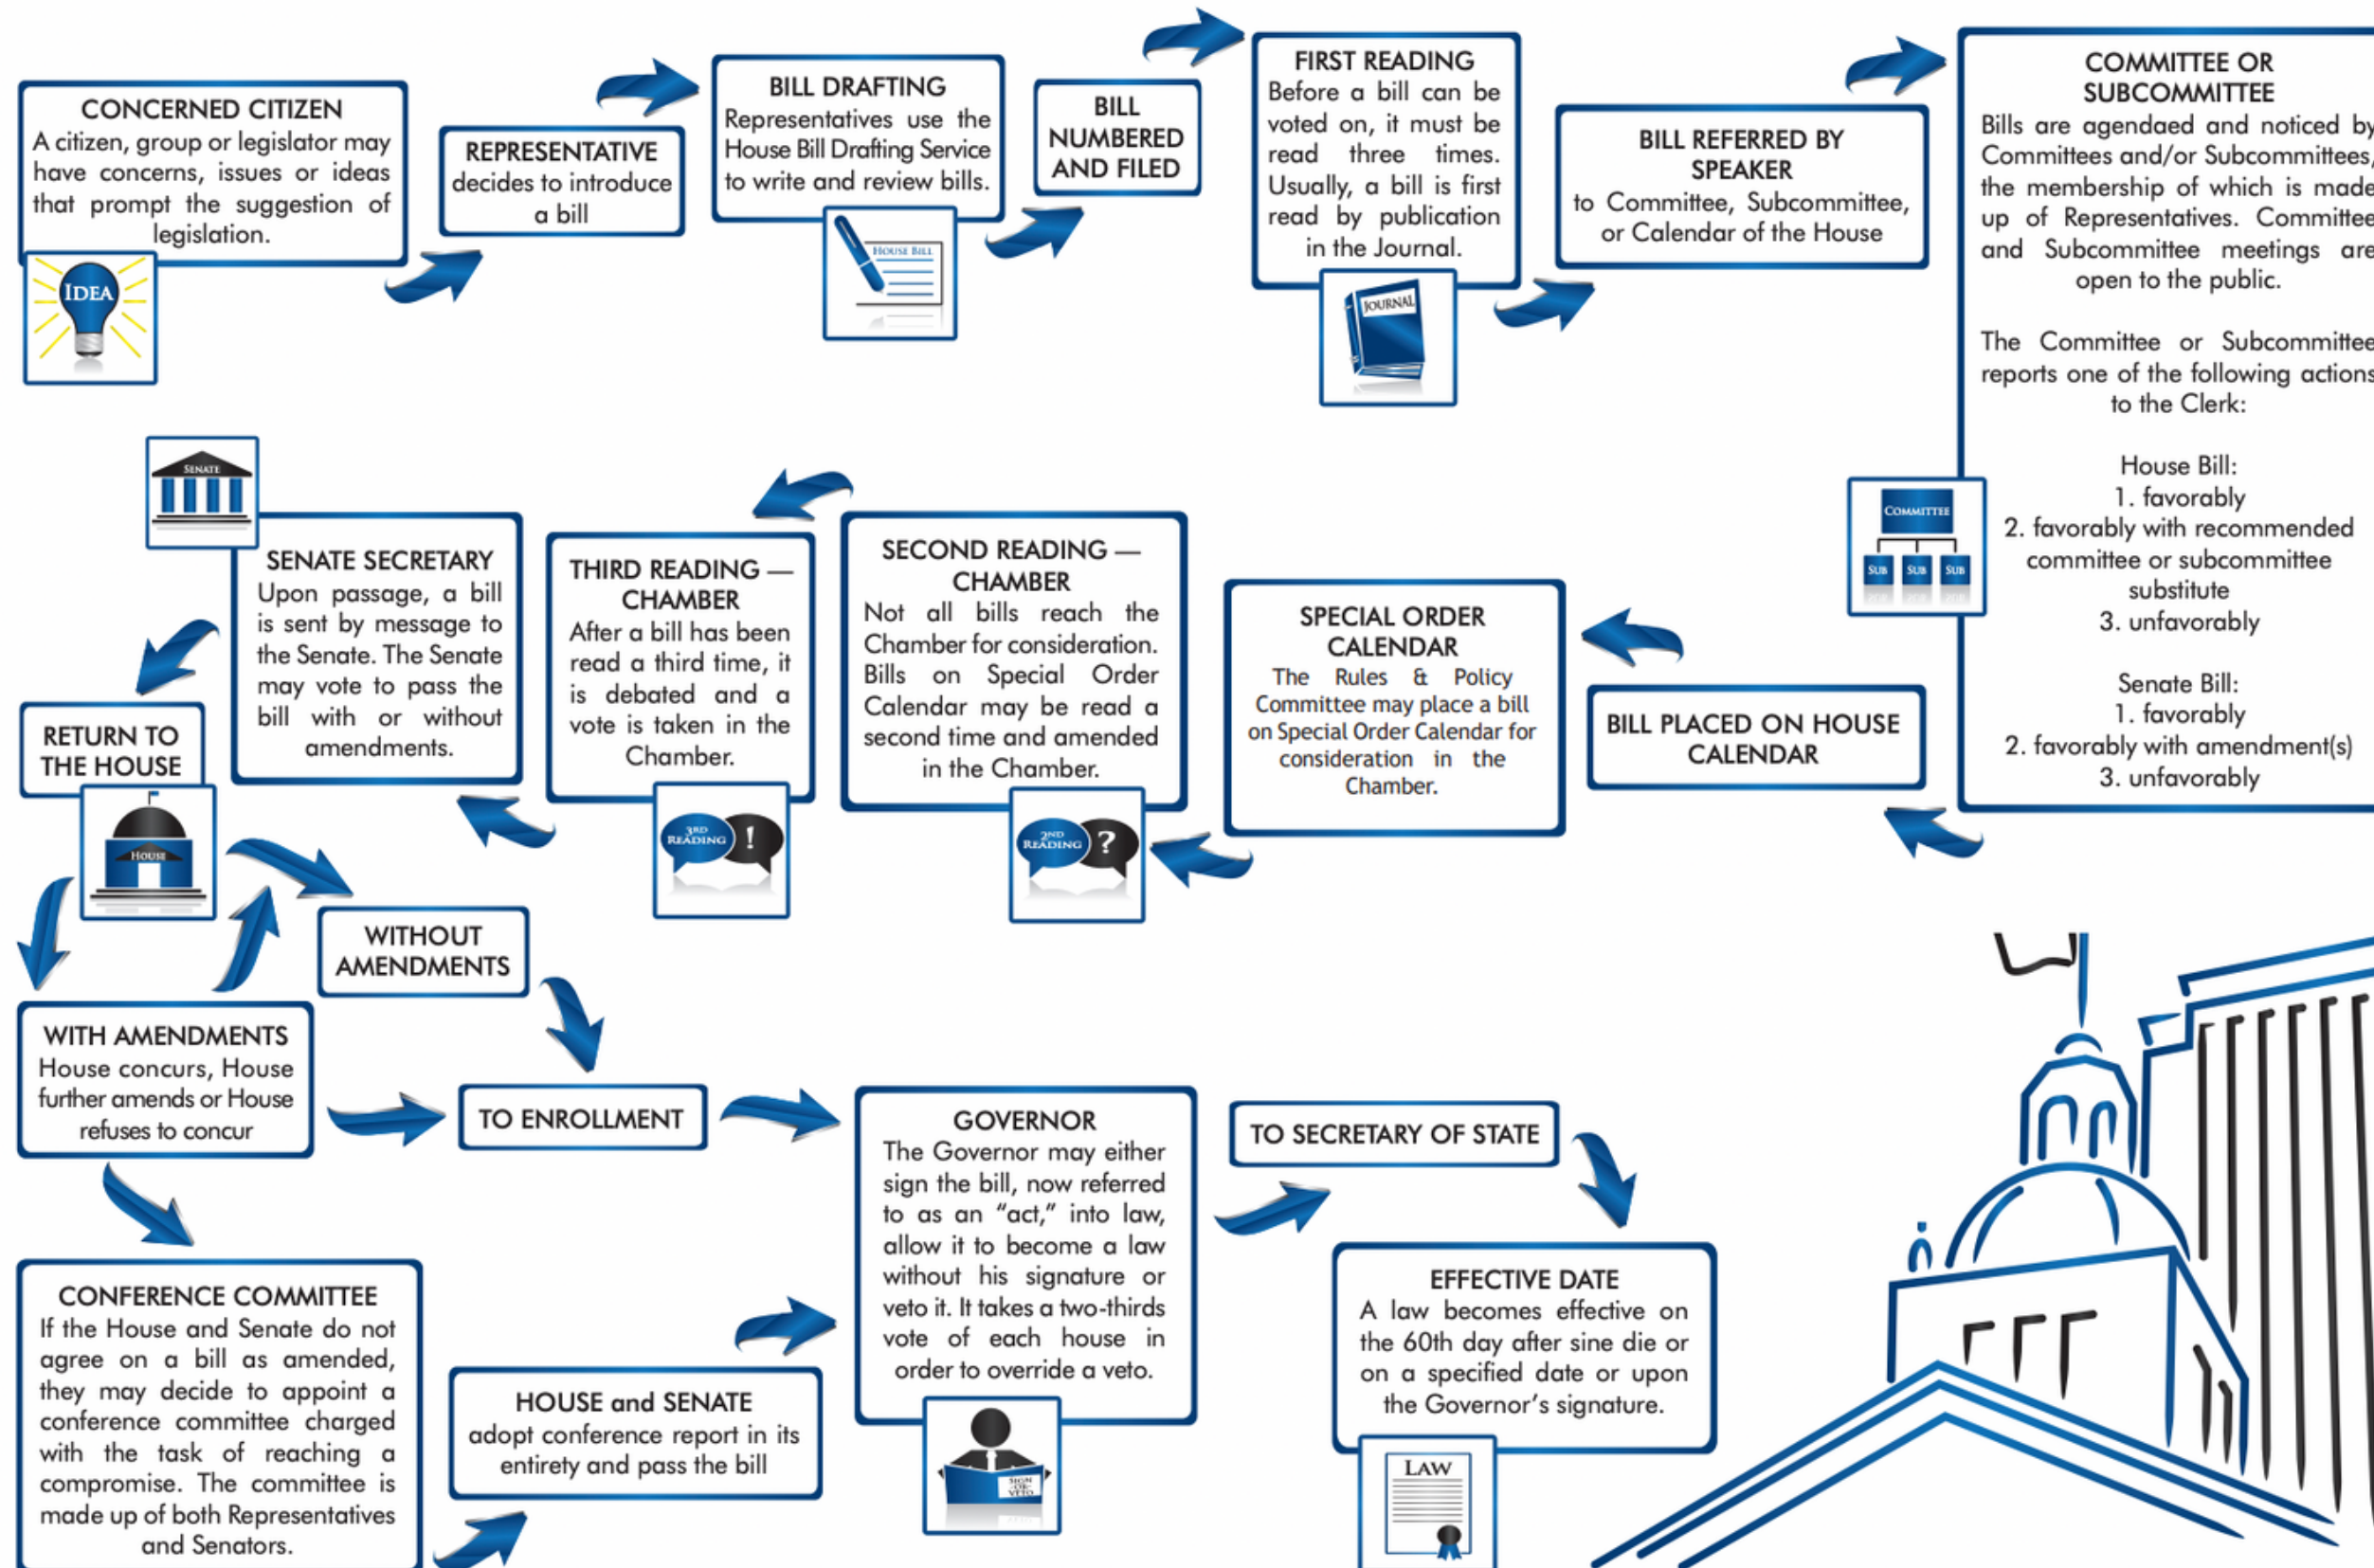 CONCERNED CITIZEN
A citizen, group or legislator may
have concerns, issues or ideas
that prompt the suggestion of
legislation.
IDEA
REPRESENTATIVE
decides to introduce
a bill
BILL DRAFTING
Representatives use the
House Bill Drafting Service
to write and review bills.
HOUSE BILL
BILL
NUMBERED
AND FILED
FIRST READING
Before a bill can be
voted on, it must be
read three times.
Usually, a bill is first
read by publication
in the Journal.
JOURNAL
BILL REFERRED BY
SPEAKER
to Committee, Subcommittee,
or Calendar of the House
COMMITTEE OR
SUBCOMMITTEE
Bills are agendaed and noticed by
Committees and/or Subcommittees,
the membership of which is made
up of Representatives. Committee
and Subcommittee meetings are
open to the public.
The Committee or Subcommittee
reports one of the following actions
to the Clerk:
House Bill:
1. favorably
2. favorably with recommended
committee or subcommittee
substitute
3. unfavorably
Senate Bill:
1. favorably
2. favorably with amendment(s)
3. unfavorably
COMMITTEE
SUB SUB SUB
BILL PLACED ON HOUSE
CALENDAR
SPECIAL ORDER
CALENDAR
The Rules & Policy
Committee may place a bill
on Special Order Calendar for
consideration in the
Chamber.
SECOND READING —
CHAMBER
Not all bills reach the
Chamber for consideration.
Bills on Special Order
Calendar may be read a
second time and amended
in the Chamber.
2ND
READING ?
THIRD READING —
CHAMBER
After a bill has been
read a third time, it
is debated and a
vote is taken in the
Chamber.
3RD
READING !
SENATE
SENATE SECRETARY
Upon passage, a bill
is sent by message to
the Senate. The Senate
may vote to pass the
bill with or without
amendments.
RETURN TO
THE HOUSE
HOUSE
WITHOUT
AMENDMENTS
WITH AMENDMENTS
House concurs, House
further amends or House
refuses to concur
TO ENROLLMENT
CONFERENCE COMMITTEE
If the House and Senate do not
agree on a bill as amended,
they may decide to appoint a
conference committee charged
with the task of reaching a
compromise. The committee is
made up of both Representatives
and Senators.
HOUSE and SENATE
adopt conference report in its
entirety and pass the bill
GOVERNOR
The Governor may either
sign the bill, now referred
to as an “act,” into law,
allow it to become a law
without his signature or
veto it. It takes a two-thirds
vote of each house in
order to override a veto.
SIGN
-OR-
VETO
TO SECRETARY OF STATE
EFFECTIVE DATE
A law becomes effective on
the 60th day after sine die or
on a specified date or upon
the Governor’s signature.
LAW